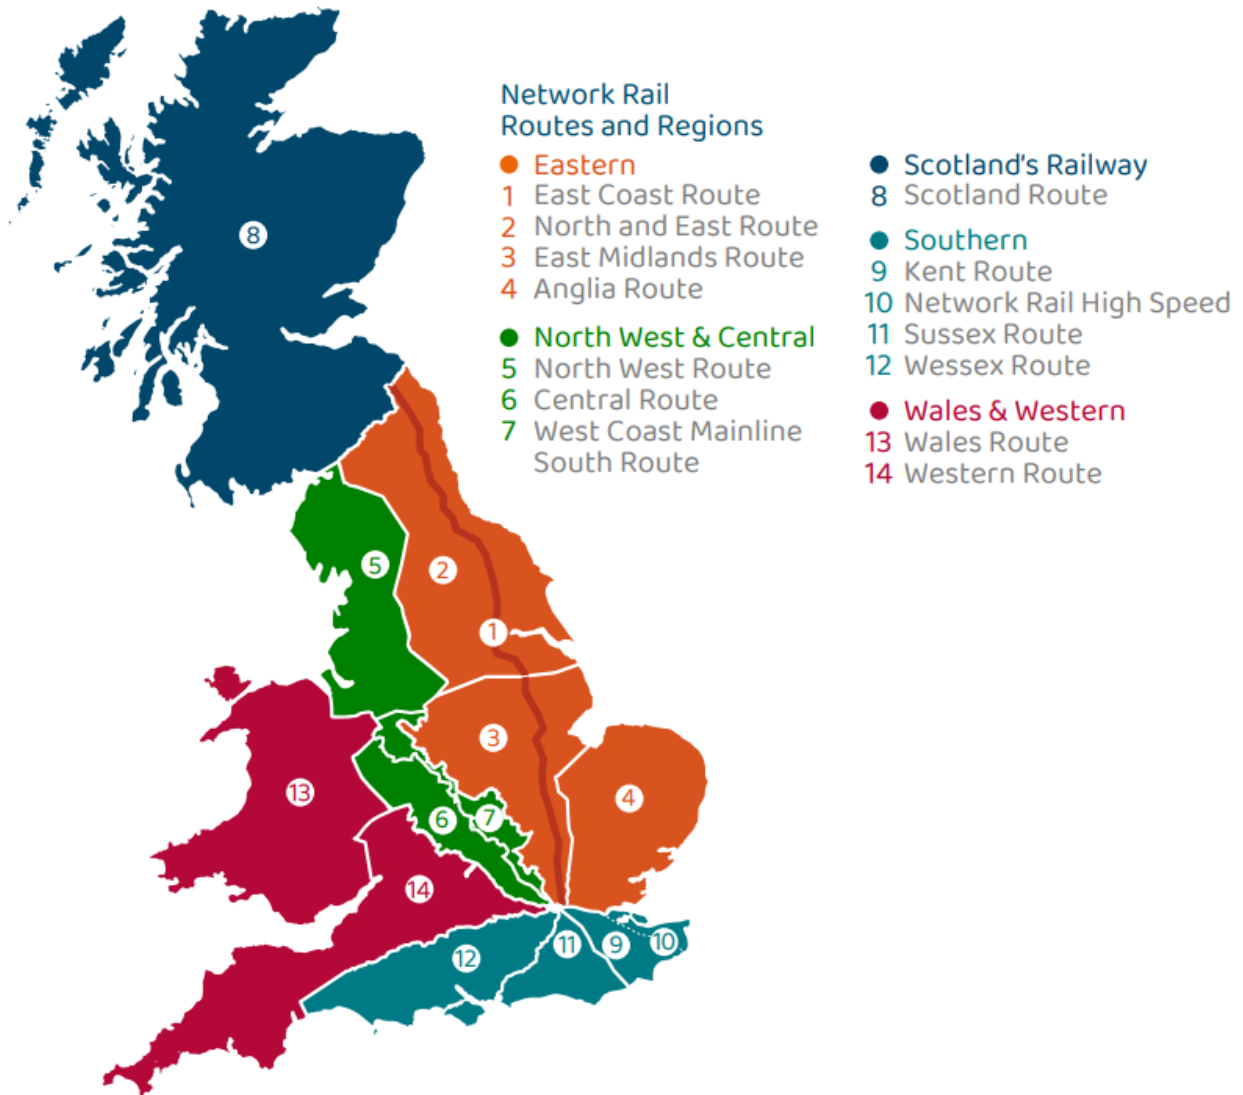 Network Rail
Routes and Regions
Eastern
1 East Coast Route
2 North and East Route
3 East Midlands Route
4 Anglia Route
North West & Central
5 North West Route
6 Central Route
7 West Coast Mainline
South Route
Scotland's Railway
8 Scotland Route
Southern
9 Kent Route
10 Network Rail High Speed
11 Sussex Route
12 Wessex Route
Wales & Western
13 Wales Route
14 Western Route
8
5
2
1
3
13
4
6
7
14
12
11
9
10